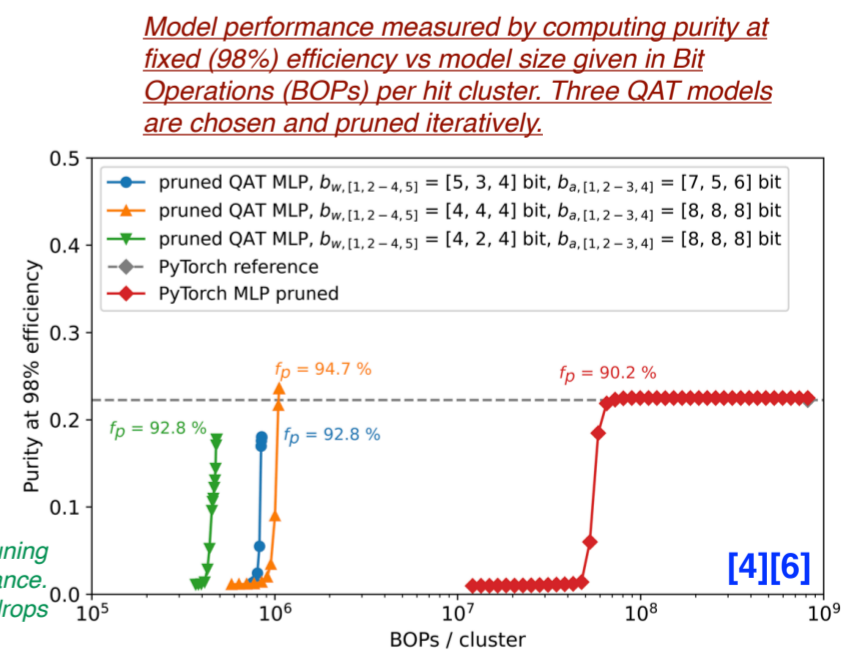 Model performance measured by computing purity at
fixed (98%) efficiency vs model size given in Bit
Operations (BOPs) per hit cluster. Three QAT models
are chosen and pruned iteratively.
0.5
pruned QAT MLP, b_{w,[1,2−4,5]} = [5, 3, 4] bit, b_{a,[1,2−3,4]} = [7, 5, 6] bit
pruned QAT MLP, b_{w,[1,2−4,5]} = [4, 4, 4] bit, b_{a,[1,2−3,4]} = [8, 8, 8] bit
pruned QAT MLP, b_{w,[1,2−4,5]} = [4, 2, 4] bit, b_{a,[1,2−3,4]} = [8, 8, 8] bit
PyTorch reference
PyTorch MLP pruned
0.4
0.3
0.2
0.1
0.0
Purity at 98% efficiency
f_p = 94.7 %
f_p = 90.2 %
f_p = 92.8 %
f_p = 92.8 %
[4][6]
ance.
drops
10^5
10^6
10^7
10^8
10^9
BOPs / cluster